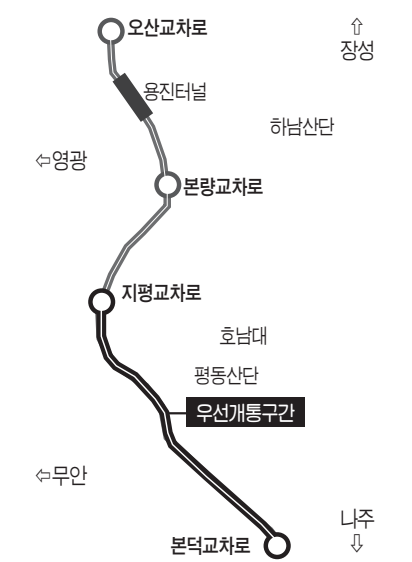 오산교차로
⇧
장성
용진터널
하남산단
⇦영광
본량교차로
지평교차로
호남대
평동산단
우선개통구간
⇦무안
나주
⇩
본덕교차로